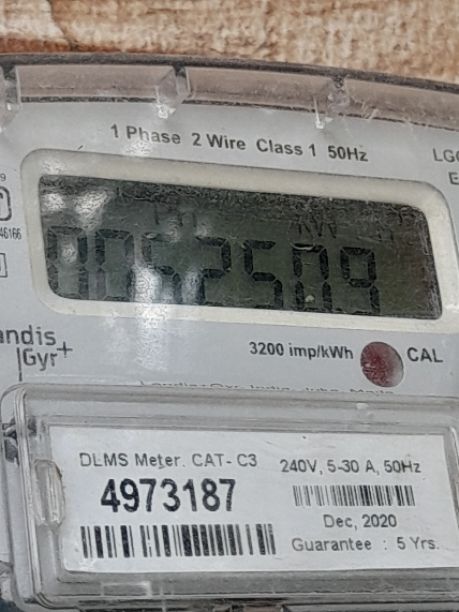 1 Phase 2 Wire Class 1 50Hz
kW
0052509
andis
Gyr+
3200 imp/kWh
CAL
DLMS Meter. CAT- C3
240V, 5-30 A, 50Hz
4973187
Dec, 2020
Guarantee : 5 Yrs.